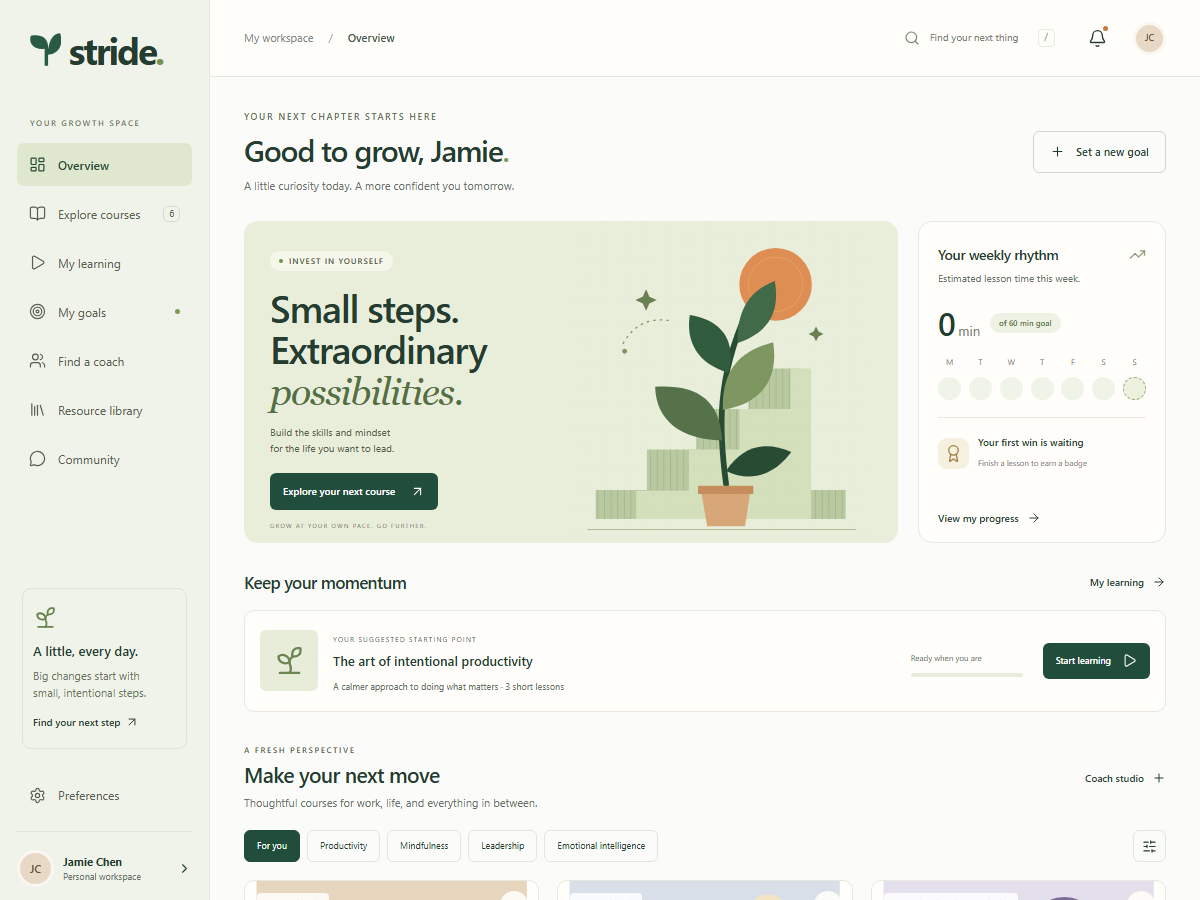 stride.
YOUR GROWTH SPACE
Overview
Explore courses 6
My learning
My goals
Find a coach
Resource library
Community
A little, every day.
Big changes start with
small, intentional steps.
Find your next step
Preferences
JC
Jamie Chen
Personal workspace
My workspace / Overview
Find your next thing /
JC
YOUR NEXT CHAPTER STARTS HERE
Good to grow, Jamie.
A little curiosity today. A more confident you tomorrow.
Set a new goal
INVEST IN YOURSELF
Small steps.
Extraordinary
possibilities.
Build the skills and mindset
for the life you want to lead.
Explore your next course
GROW AT YOUR OWN PACE. GO FURTHER.
Your weekly rhythm
Estimated lesson time this week.
0 min of 60 min goal
M T W T F S S
Your first win is waiting
Finish a lesson to earn a badge
View my progress
Keep your momentum
My learning
YOUR SUGGESTED STARTING POINT
The art of intentional productivity
A calmer approach to doing what matters · 3 short lessons
Ready when you are
Start learning
A FRESH PERSPECTIVE
Make your next move
Thoughtful courses for work, life, and everything in between.
Coach studio
For you
Productivity
Mindfulness
Leadership
Emotional intelligence